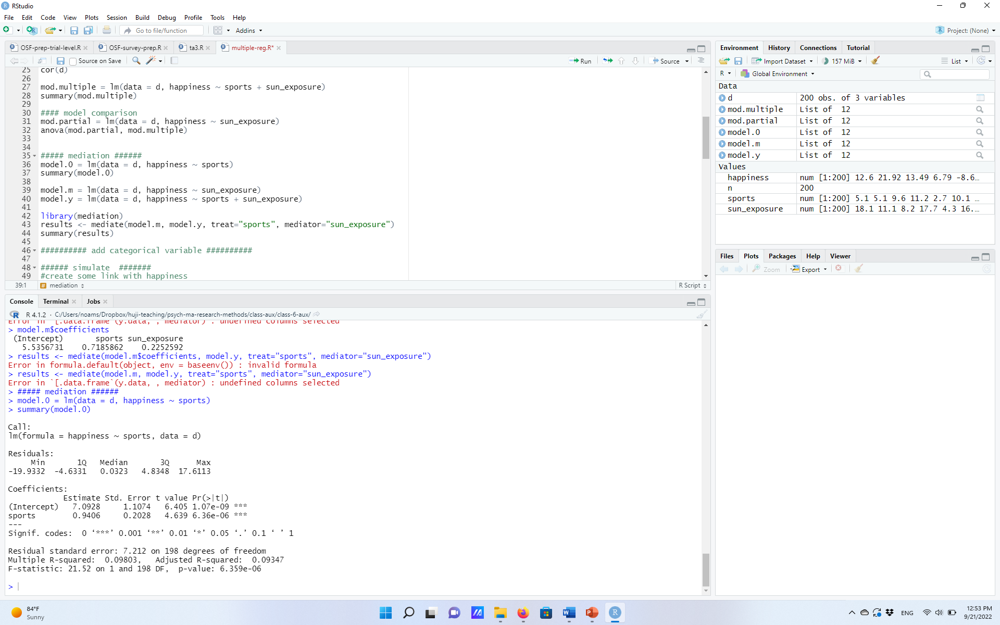 RStudio
File Edit Code View Plots Session Build Debug Profile Tools Help
Go to file/function Addins Project: (None)
OSF-prep-trial-level.R OSF-survey-prep.R ta3.R multiple-reg.R*
Source on Save Run Source
25 cor(d)
26
27 mod.multiple = lm(data = d, happiness ~ sports + sun_exposure)
28 summary(mod.multiple)
29
30 #### model comparison
31 mod.partial = lm(data = d, happiness ~ sun_exposure)
32 anova(mod.partial, mod.multiple)
33
34
35 ##### mediation ######
36 model.0 = lm(data = d, happiness ~ sports)
37 summary(model.0)
38
39 model.m = lm(data = d, happiness ~ sun_exposure)
40 model.y = lm(data = d, happiness ~ sports + sun_exposure)
41
42 library(mediation)
43 results <- mediate(model.m, model.y, treat="sports", mediator="sun_exposure")
44 summary(results)
45
46 ########## add categorical variable ##########
47
48 ###### simulate #######
49 #create some link with happiness
39:1 # mediation R Script
Console Terminal Jobs
R 4.1.2 · C:/Users/noams/Dropbox/huji-teaching/psych-ma-research-methods/class-aux/class-6-aux/
Error in `[.data.frame`(y.data, , mediator) : undefined columns selected
> model.m$coefficients
(Intercept) sports sun_exposure
5.5356731 0.7185862 0.2252592
> results <- mediate(model.m$coefficients, model.y, treat="sports", mediator="sun_exposure")
Error in formula.default(object, env = baseenv()) : invalid formula
> results <- mediate(model.m, model.y, treat="sports", mediator="sun_exposure")
Error in `[.data.frame`(y.data, , mediator) : undefined columns selected
> ##### mediation ######
> model.0 = lm(data = d, happiness ~ sports)
> summary(model.0)

Call:
lm(formula = happiness ~ sports, data = d)

Residuals:
Min 1Q Median 3Q Max
-19.9332 -4.6331 0.0323 4.8348 17.6113

Coefficients:
Estimate Std. Error t value Pr(>|t|)
(Intercept) 7.0928 1.1074 6.405 1.07e-09 ***
sports 0.9406 0.2028 4.639 6.36e-06 ***
---
Signif. codes: 0 ‘***’ 0.001 ‘**’ 0.01 ‘*’ 0.05 ‘.’ 0.1 ‘ ’ 1

Residual standard error: 7.212 on 198 degrees of freedom
Multiple R-squared: 0.09803, Adjusted R-squared: 0.09347
F-statistic: 21.52 on 1 and 198 DF, p-value: 6.359e-06

>
Environment History Connections Tutorial
Import Dataset 157 MiB List
R Global Environment
Data
d 200 obs. of 3 variables
mod.multiple List of 12
mod.partial List of 12
model.0 List of 12
model.m List of 12
model.y List of 12
Values
happiness num [1:200] 12.6 21.92 13.49 6.79 -8.6…
n 200
sports num [1:200] 5.1 5.1 9.6 11.2 2.7 10.1 …
sun_exposure num [1:200] 18.1 11.1 8.2 17.7 4.3 16.…
Files Plots Packages Help Viewer
Zoom Export
84°F
Sunny
ENG
12:53 PM
9/21/2022